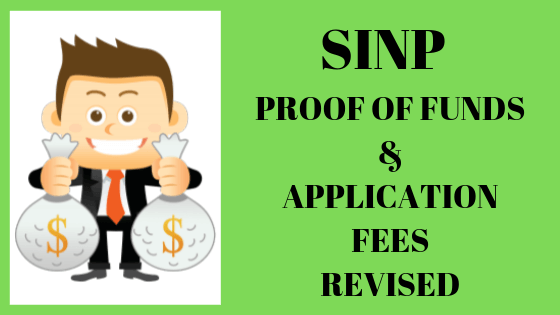 $ $
SINP
PROOF OF FUNDS
&
APPLICATION
FEES
REVISED